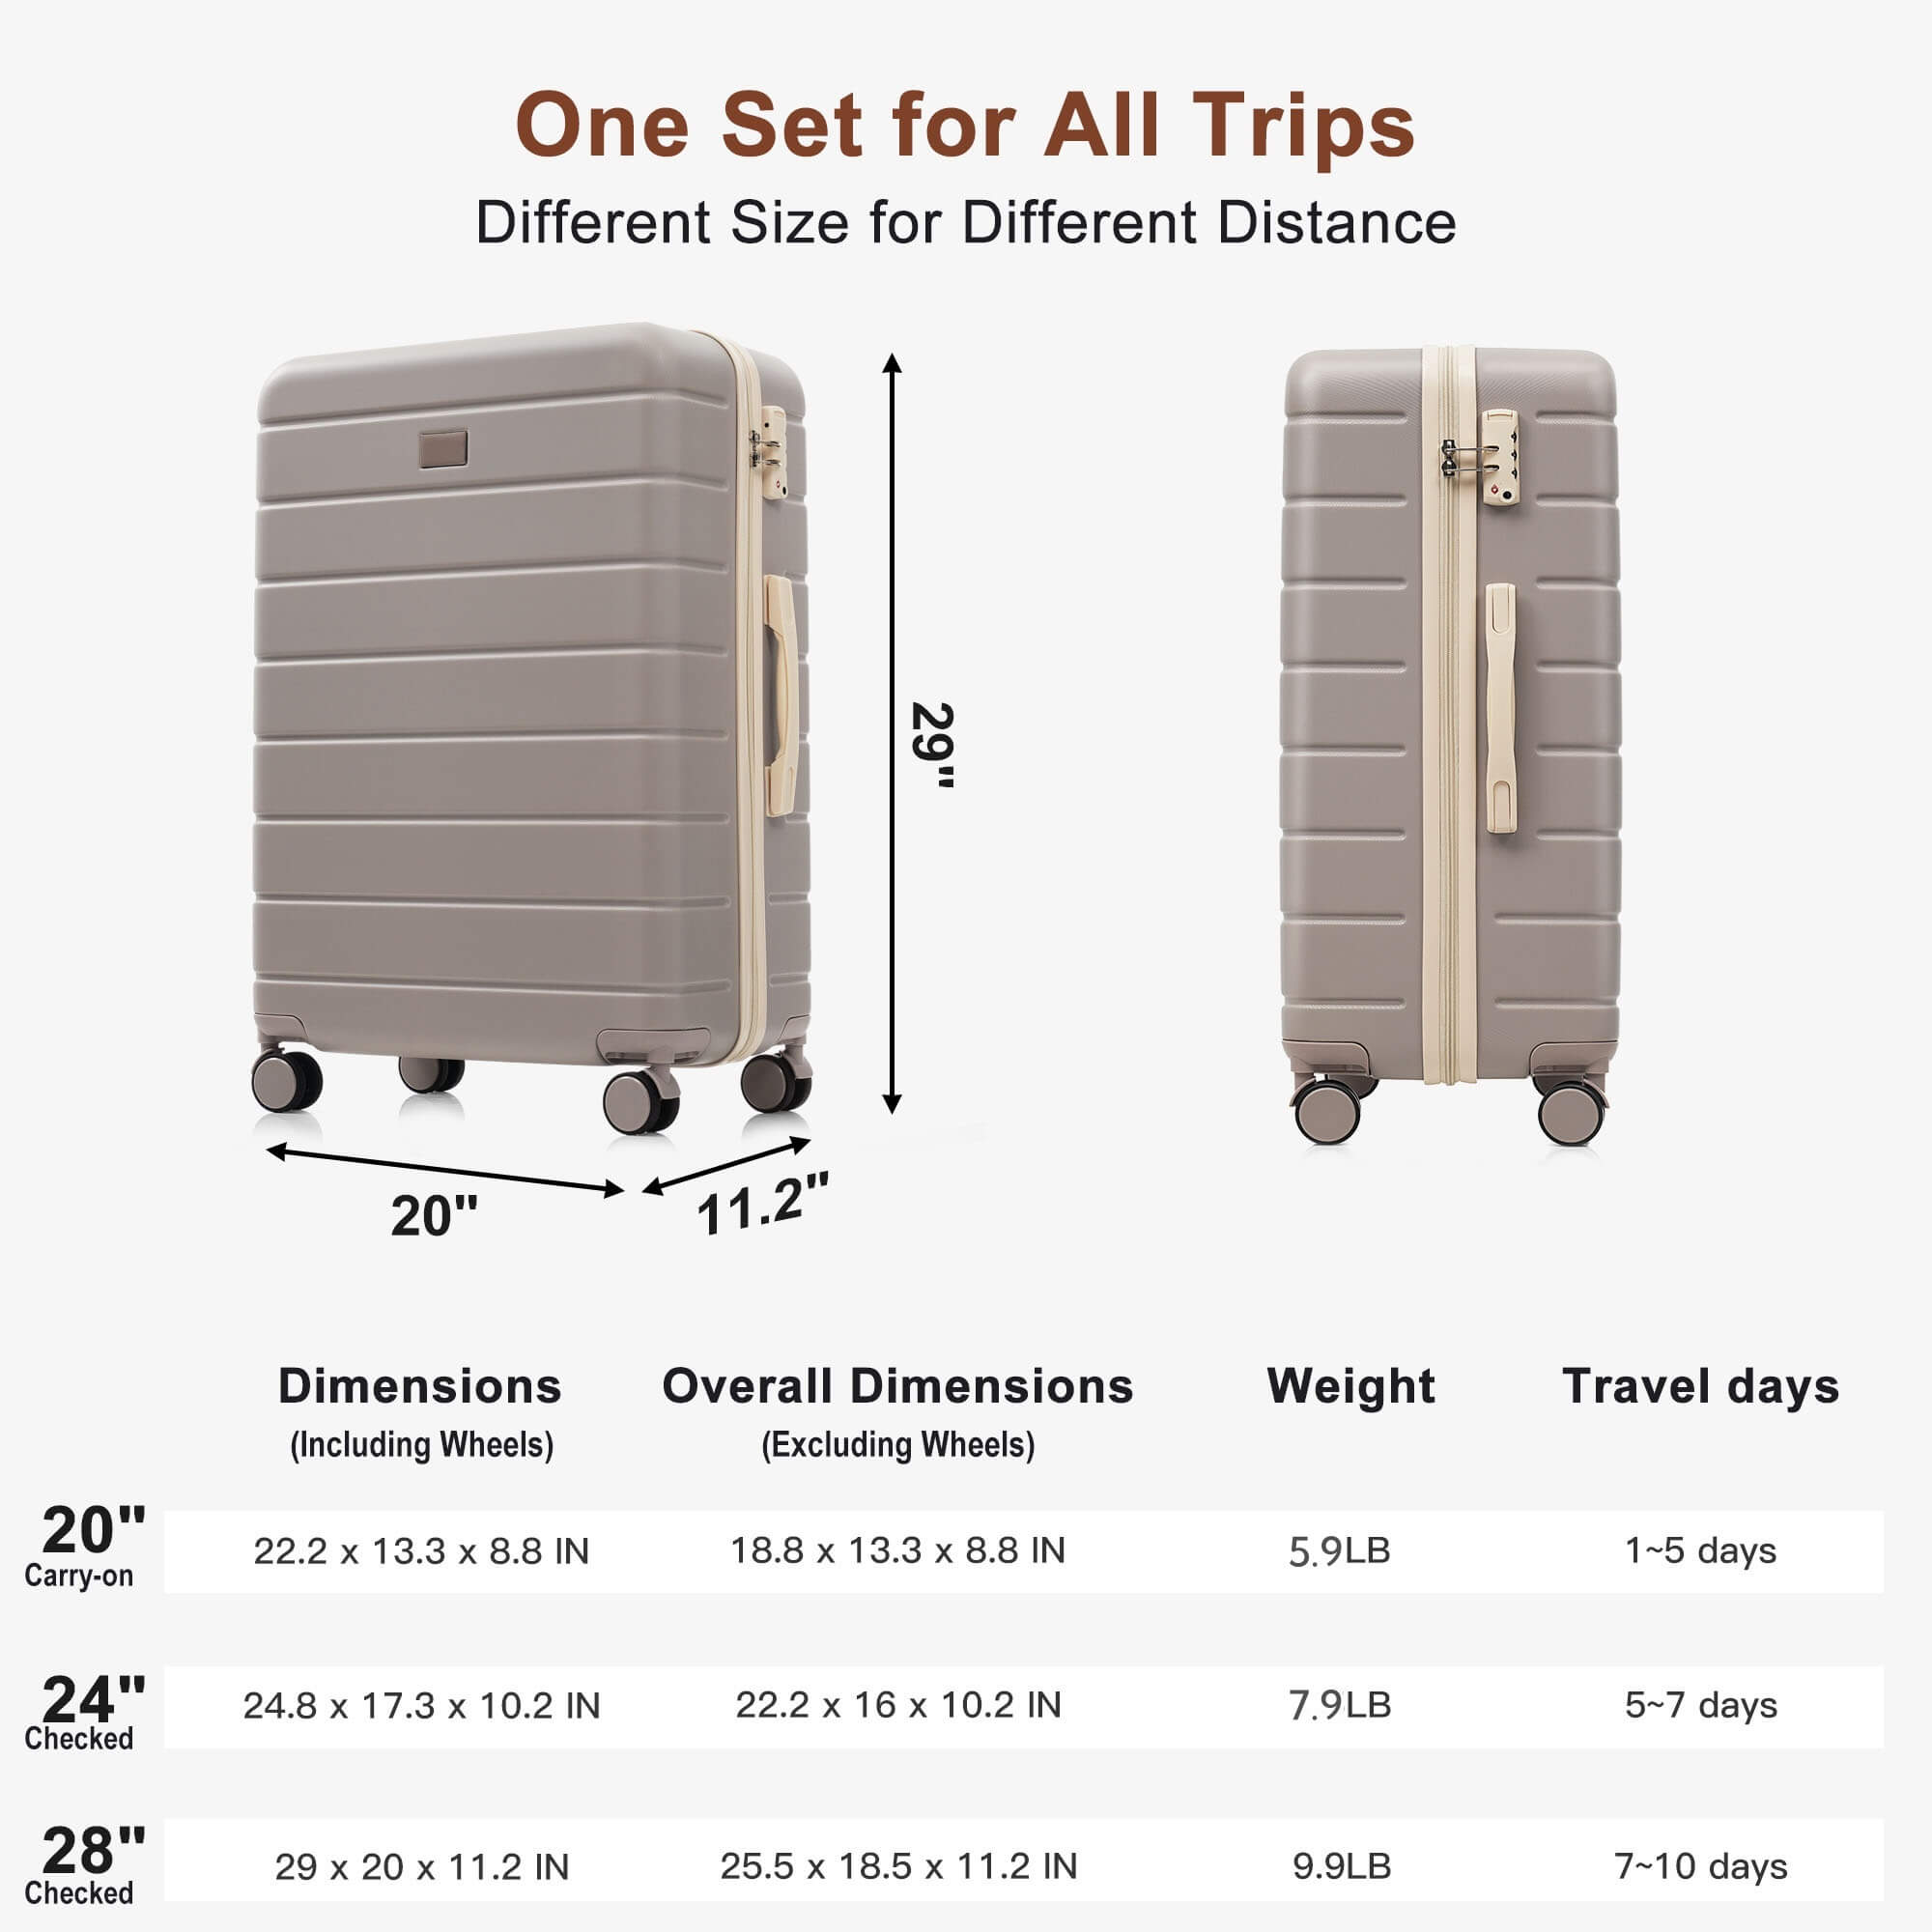 One Set for All Trips
Different Size for Different Distance
29"
20"
11.2"
Dimensions Overall Dimensions Weight Travel days
(Including Wheels) (Excluding Wheels)
20" 22.2 x 13.3 x 8.8 IN 18.8 x 13.3 x 8.8 IN 5.9LB 1~5 days
Carry-on
24" 24.8 x 17.3 x 10.2 IN 22.2 x 16 x 10.2 IN 7.9LB 5~7 days
Checked
28" 29 x 20 x 11.2 IN 25.5 x 18.5 x 11.2 IN 9.9LB 7~10 days
Checked